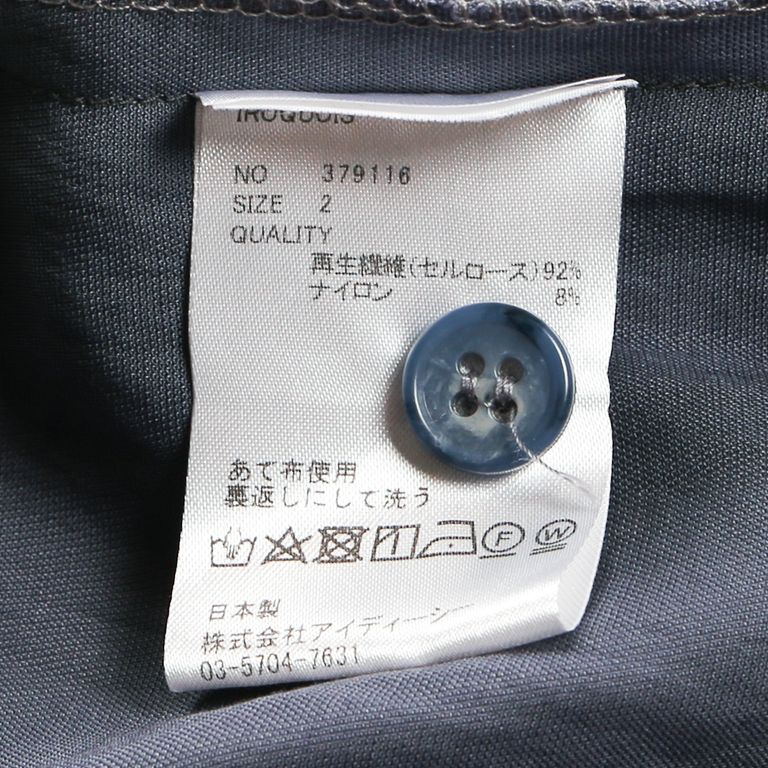 IROQUOIS
NO 379116
SIZE 2
QUALITY
再生繊維(セルロース)92%
ナイロン 8%
あて布使用
裏返しにして洗う
F W
日本製
株式会社アイディーシー
03-5704-7631